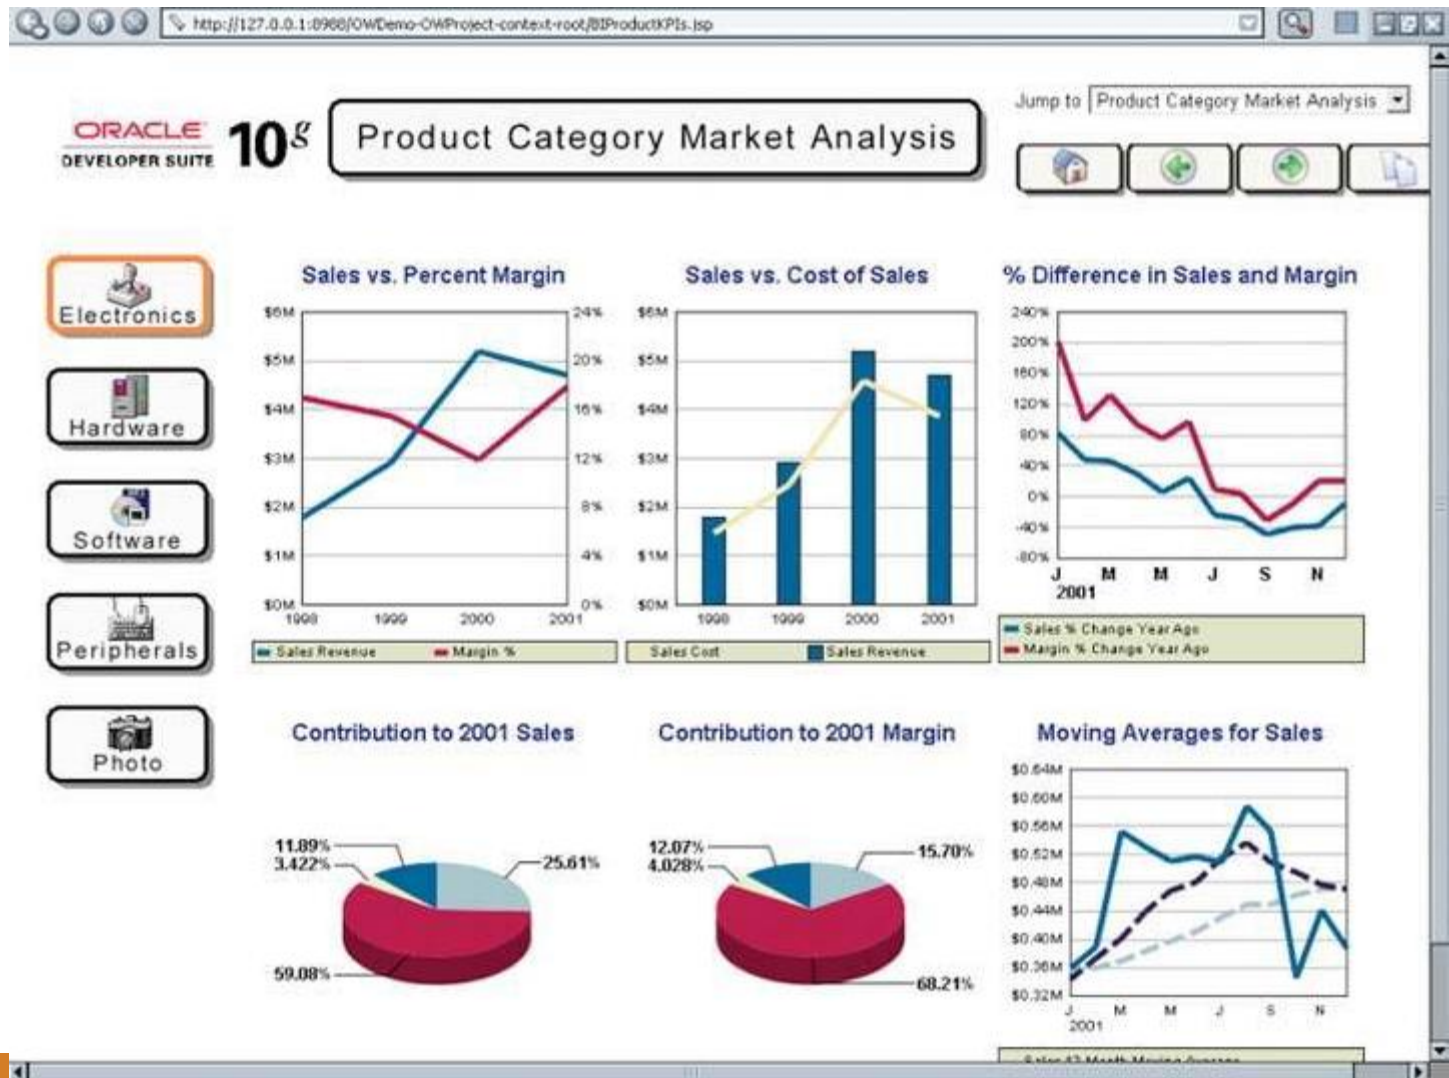 http://127.0.0.1:8988/OWDemo-OWProject-context-root/BIProductKPIs.jsp
Jump to Product Category Market Analysis
ORACLE
DEVELOPER SUITE
10g
Product Category Market Analysis
Electronics
Hardware
Software
Peripherals
Photo
Sales vs. Percent Margin
$6M
$5M
$4M
$3M
$2M
$1M
$0M
24%
20%
16%
12%
8%
4%
0%
1998 1999 2000 2001
Sales Revenue Margin %
Sales vs. Cost of Sales
$6M
$5M
$4M
$3M
$2M
$1M
$0M
1998 1999 2000 2001
Sales Cost Sales Revenue
% Difference in Sales and Margin
240%
200%
160%
120%
80%
40%
0%
-40%
-80%
J M M J S N
2001
Sales % Change Year Ago
Margin % Change Year Ago
Contribution to 2001 Sales
11.89%
3.422%
25.61%
59.08%
Contribution to 2001 Margin
12.07%
4.028%
15.70%
68.21%
Moving Averages for Sales
$0.64M
$0.60M
$0.56M
$0.52M
$0.48M
$0.44M
$0.40M
$0.36M
$0.32M
J M M J S N
2001
Sales 12 Month Moving Average